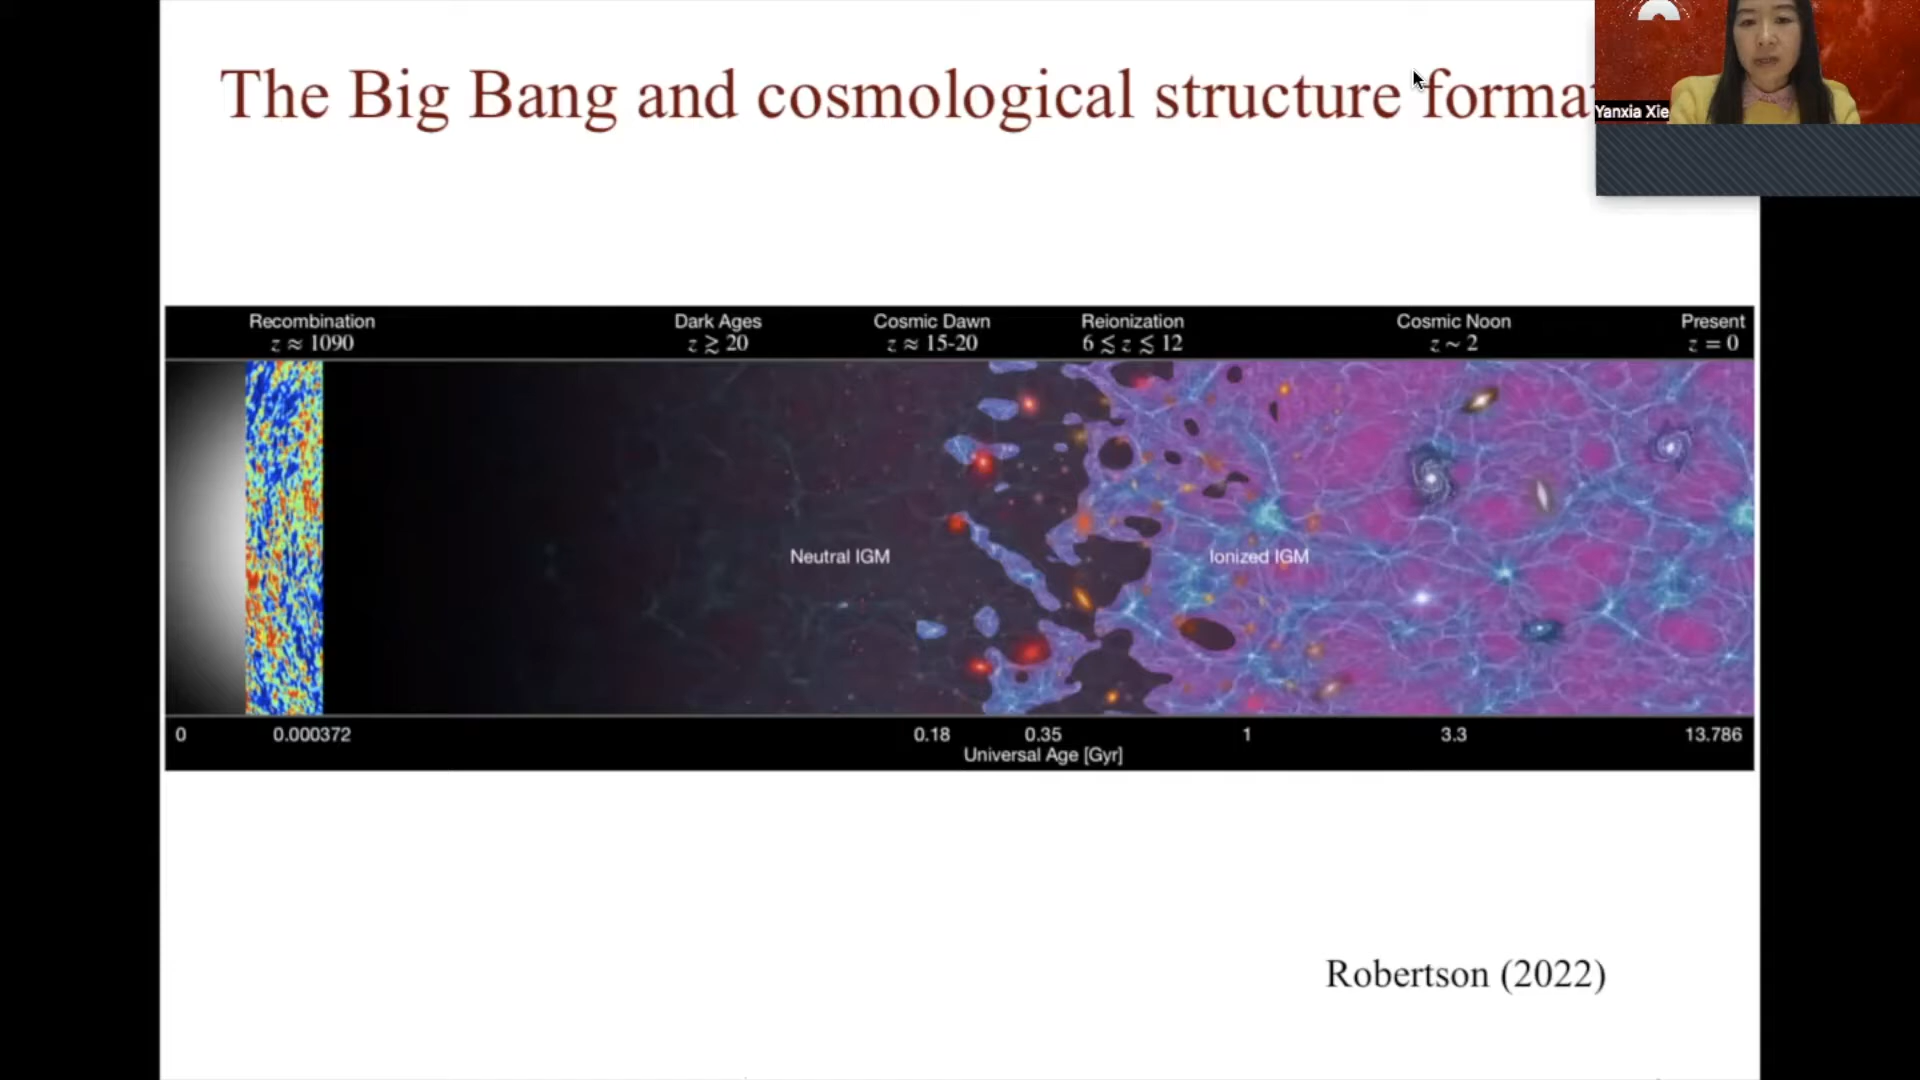 The Big Bang and cosmological structure forma
Yanxia Xie
Recombination
z ≈ 1090
Dark Ages
z ≳ 20
Cosmic Dawn
z ≈ 15-20
Reionization
6 ≲ z ≲ 12
Cosmic Noon
z ~ 2
Present
z = 0
Neutral IGM
Ionized IGM
0 0.000372 0.18 0.35 1 3.3 13.786
Universal Age [Gyr]
Robertson (2022)